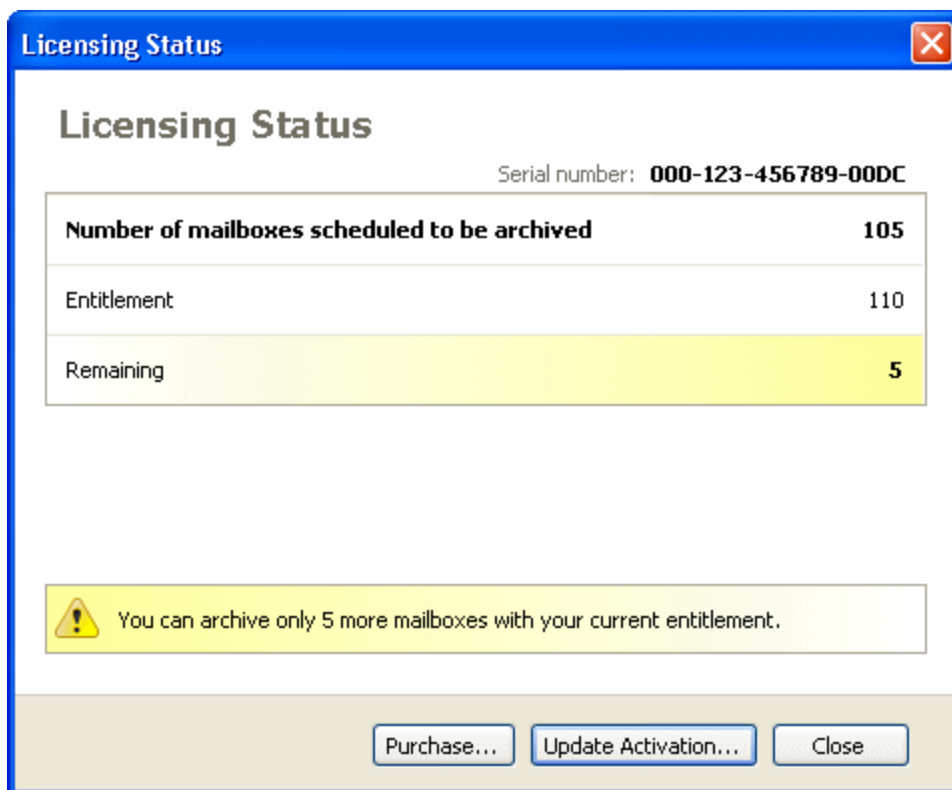 Licensing Status
Licensing Status
Serial number: 000-123-456789-00DC
Number of mailboxes scheduled to be archived 105
Entitlement 110
Remaining 5
You can archive only 5 more mailboxes with your current entitlement.
Purchase... Update Activation... Close